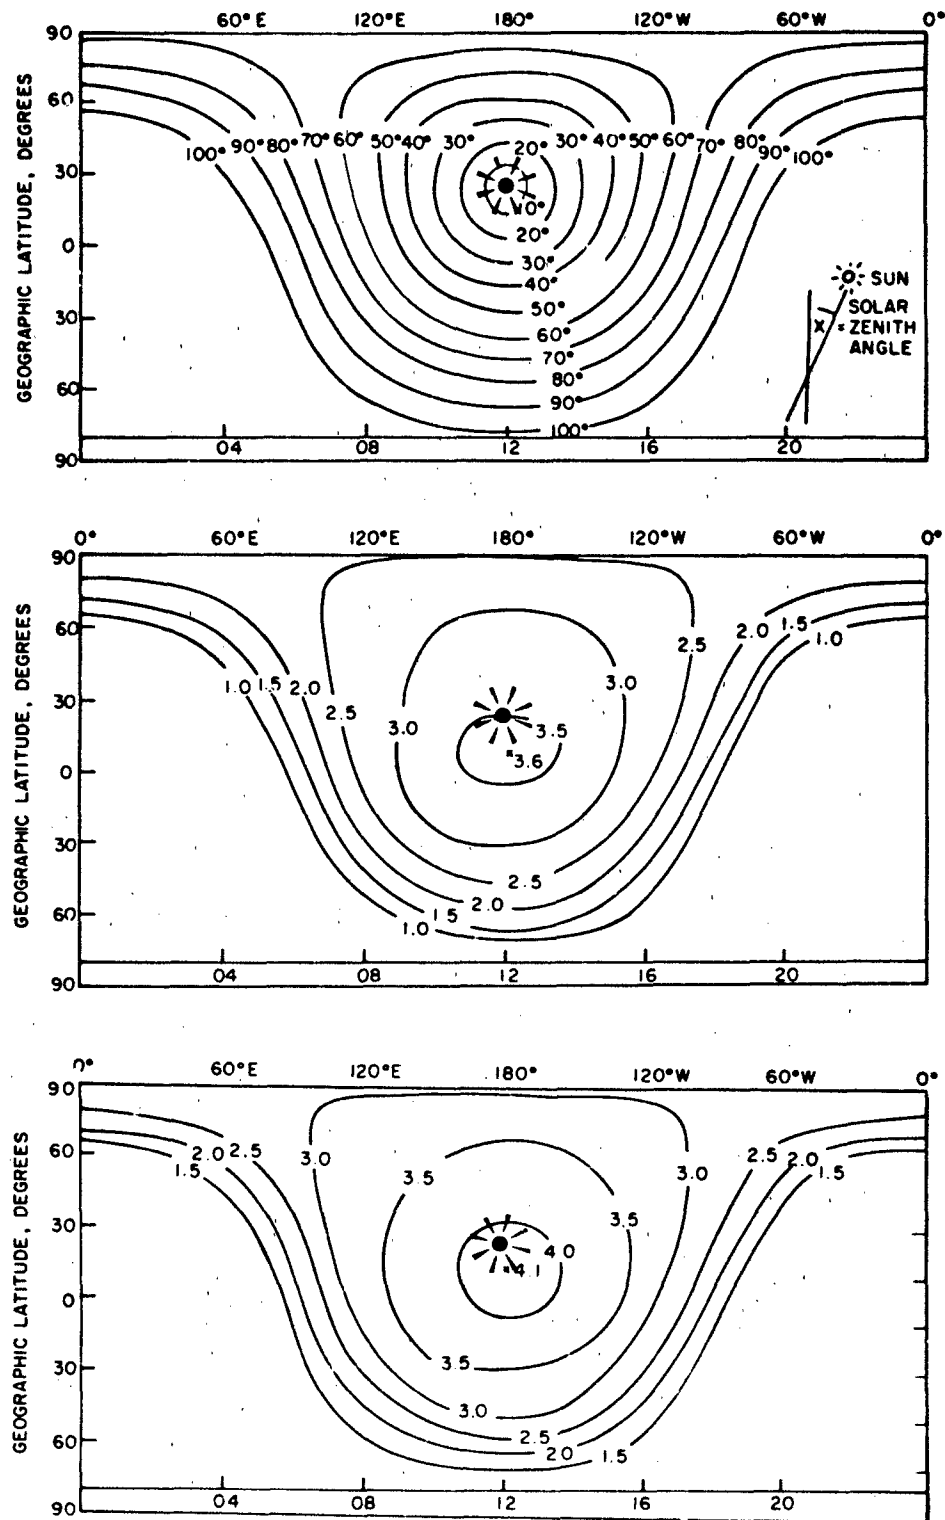 60°E 120°E 180° 120°W 60°W 0°
90
60
30
0
30
60
90
GEOGRAPHIC LATITUDE, DEGREES
100° 90° 80° 70° 60° 50° 40° 30° 20° 30° 40° 50° 60° 70° 80° 90° 100°
10°
20°
30°
40°
50°
60°
70°
80°
90°
100°
SUN
SOLAR
X = ZENITH
ANGLE
04 08 12 16 20
0° 60°E 120°E 180° 120°W 60°W 0°
90
60
30
0
30
60
90
GEOGRAPHIC LATITUDE, DEGREES
1.0 1.5 2.0 2.5 3.0 3.5 3.0 2.5 2.0 1.5 1.0
3.6
2.5
2.0
1.5
1.0
04 08 12 16 20
0° 60°E 120°E 180° 120°W 60°W 0°
90
60
30
0
30
60
90
GEOGRAPHIC LATITUDE, DEGREES
1.5 2.0 2.5 3.0 3.5 3.5 3.0 2.5 2.0 1.5
4.0
4.1
3.5
3.0
2.5
2.0
1.5
04 08 12 16 20